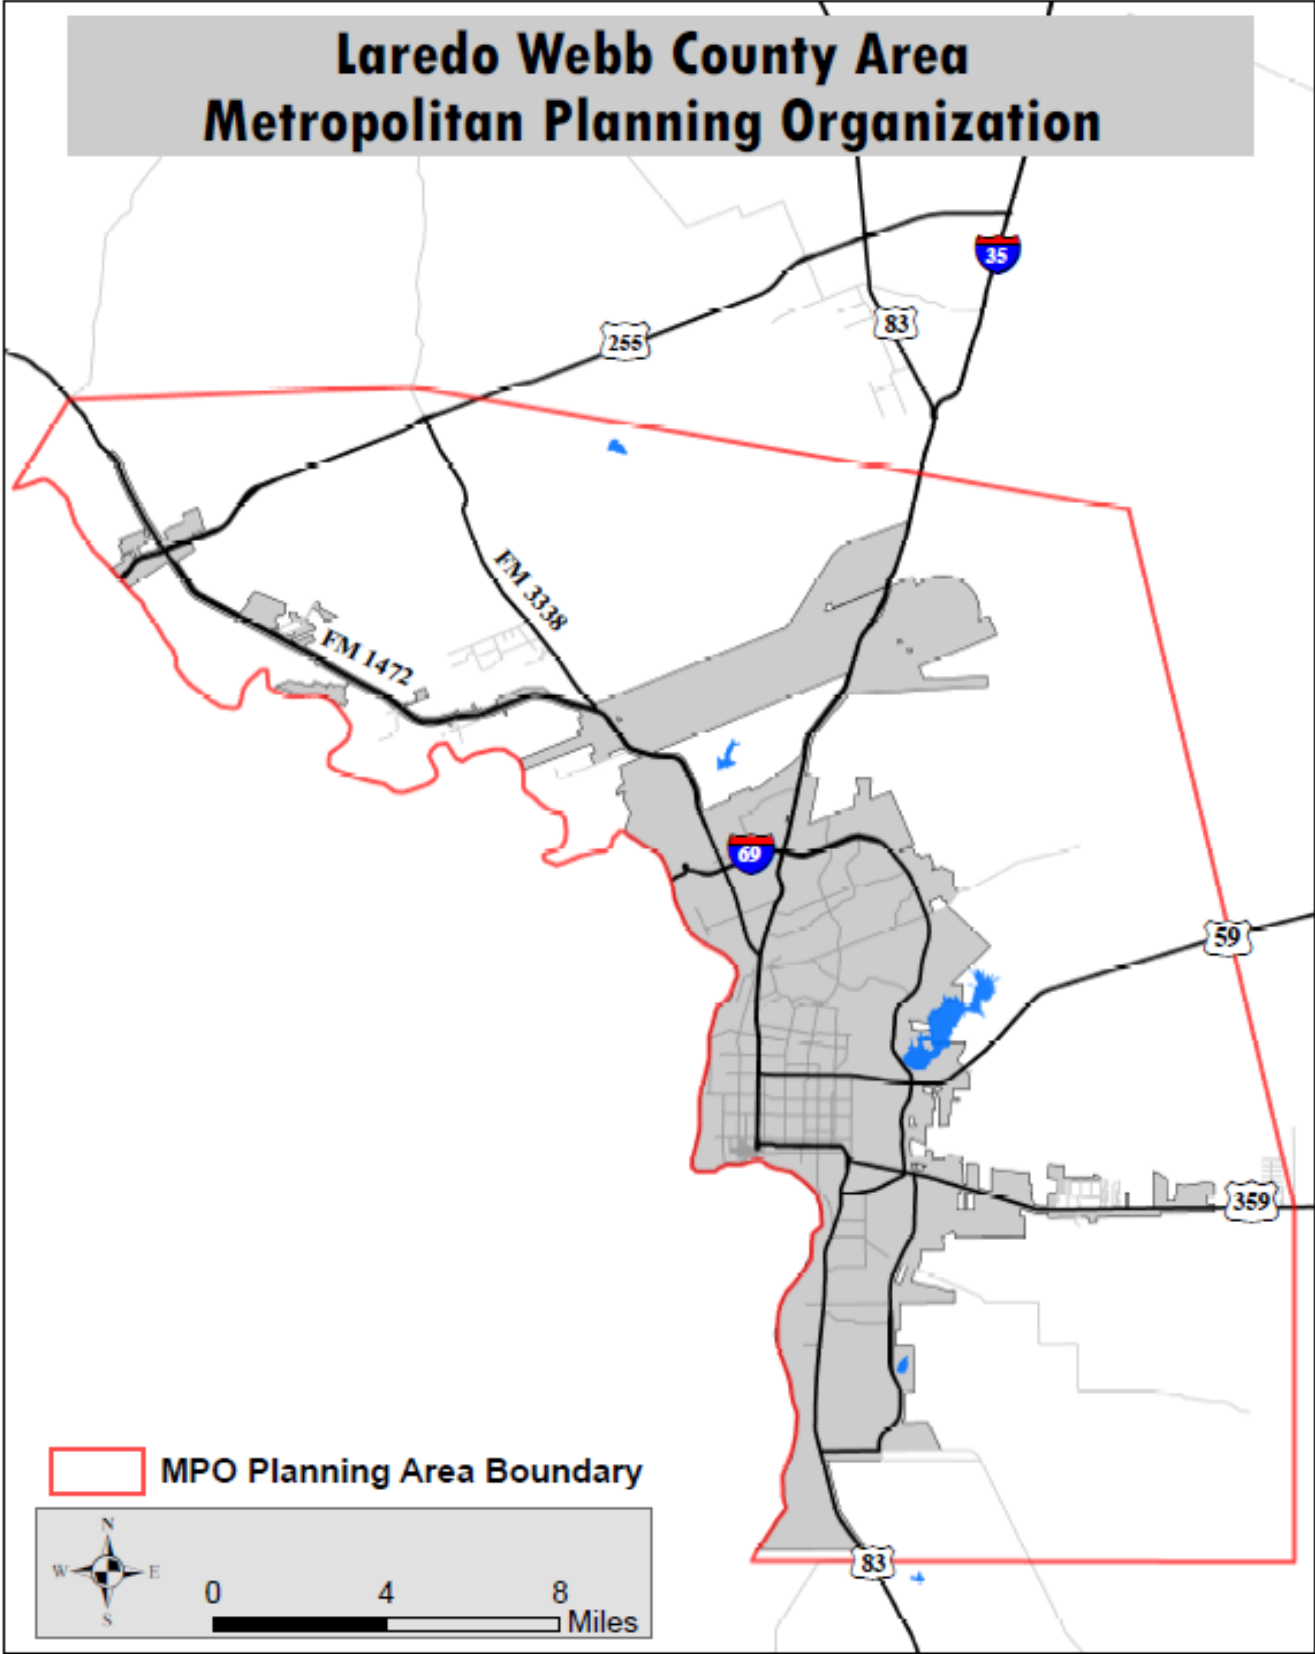 Laredo Webb County Area
Metropolitan Planning Organization
35
83
255
FM 3338
FM 1472
69
59
359
MPO Planning Area Boundary
N
W E
S
0 4 8
Miles
83